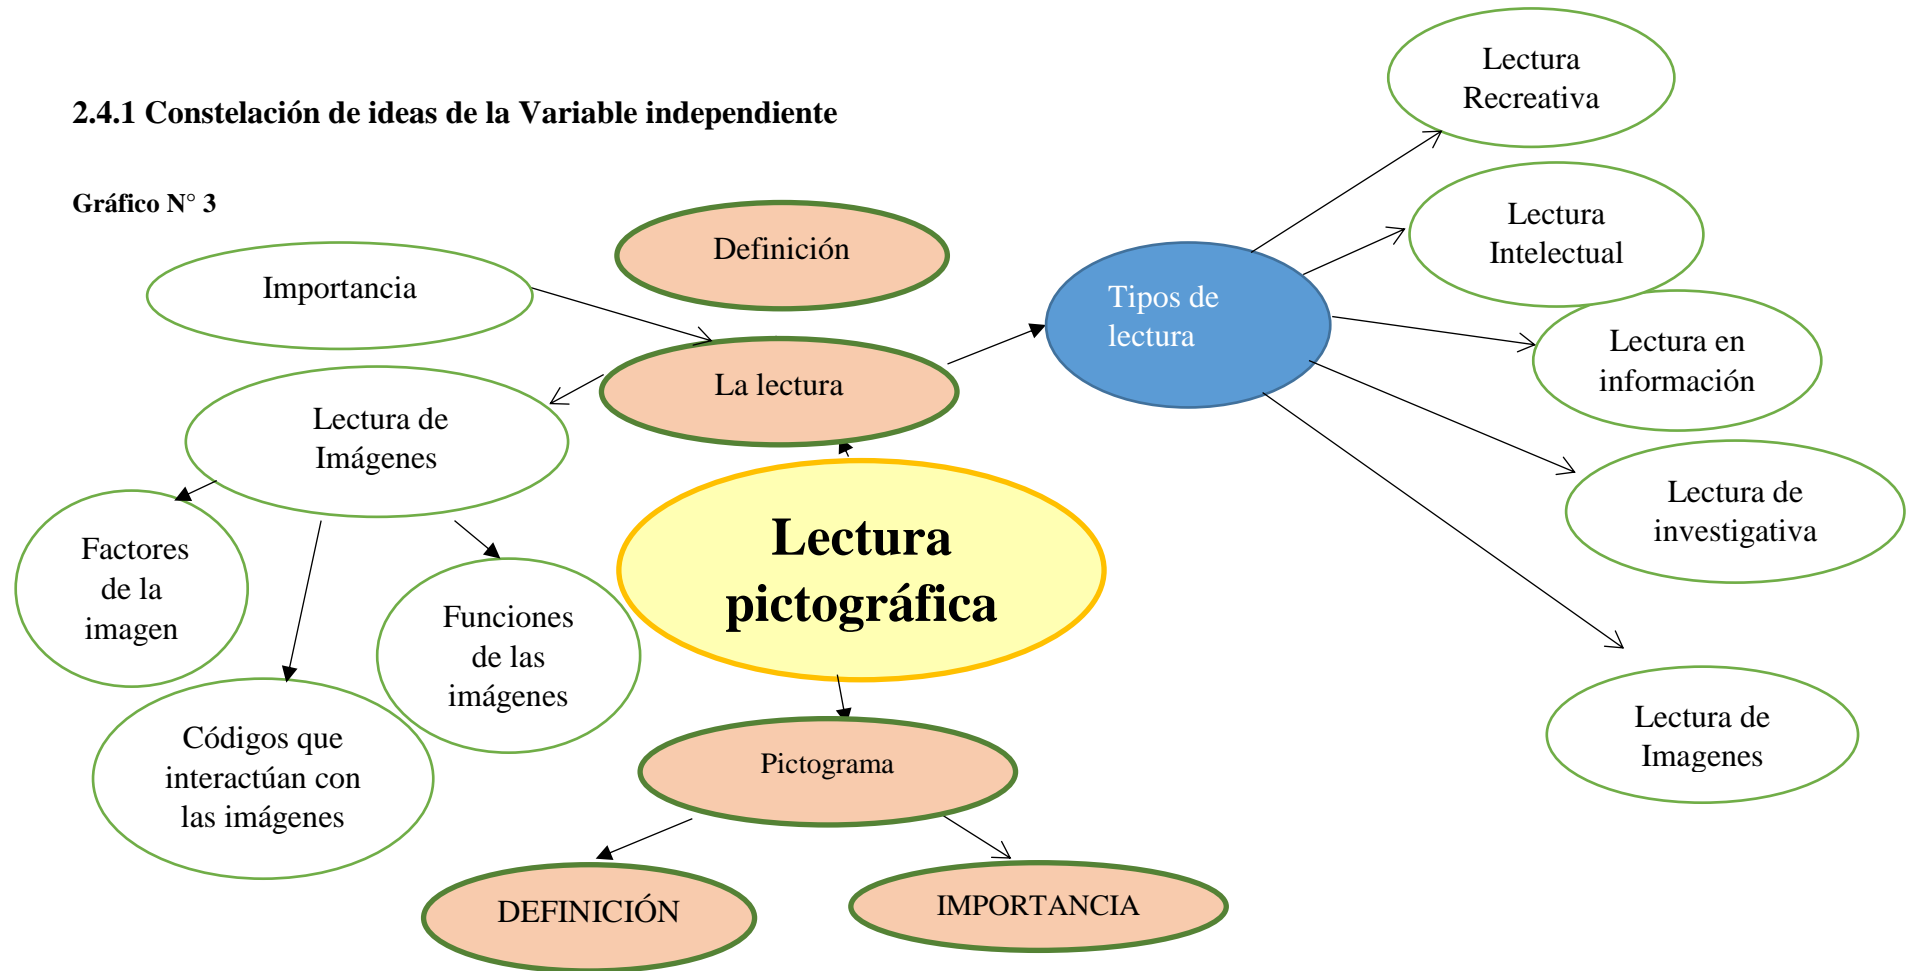 2.4.1 Constelación de ideas de la Variable independiente
Gráfico N° 3
Definición
Importancia
La lectura
Tipos de
lectura
Lectura
Recreativa
Lectura
Intelectual
Lectura en
información
Lectura de
investigativa
Lectura de
Imagenes
Lectura de
Imágenes
Factores
de la
imagen
Códigos que
interactúan con
las imágenes
Funciones
de las
imágenes
Lectura
pictográfica
Pictograma
DEFINICIÓN
IMPORTANCIA